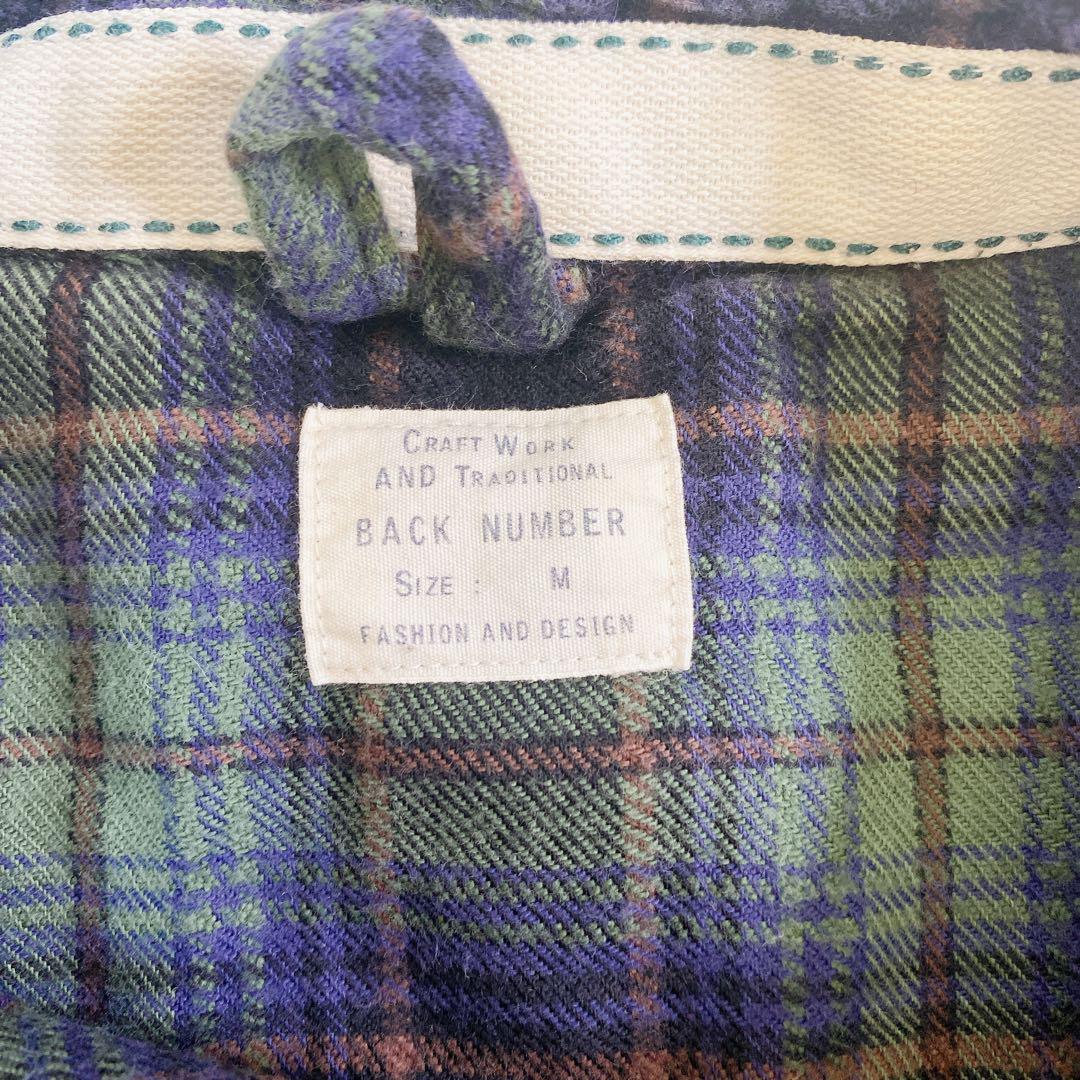 CRAFT WORK
AND TRADITIONAL
BACK NUMBER
SIZE : M
FASHION AND DESIGN